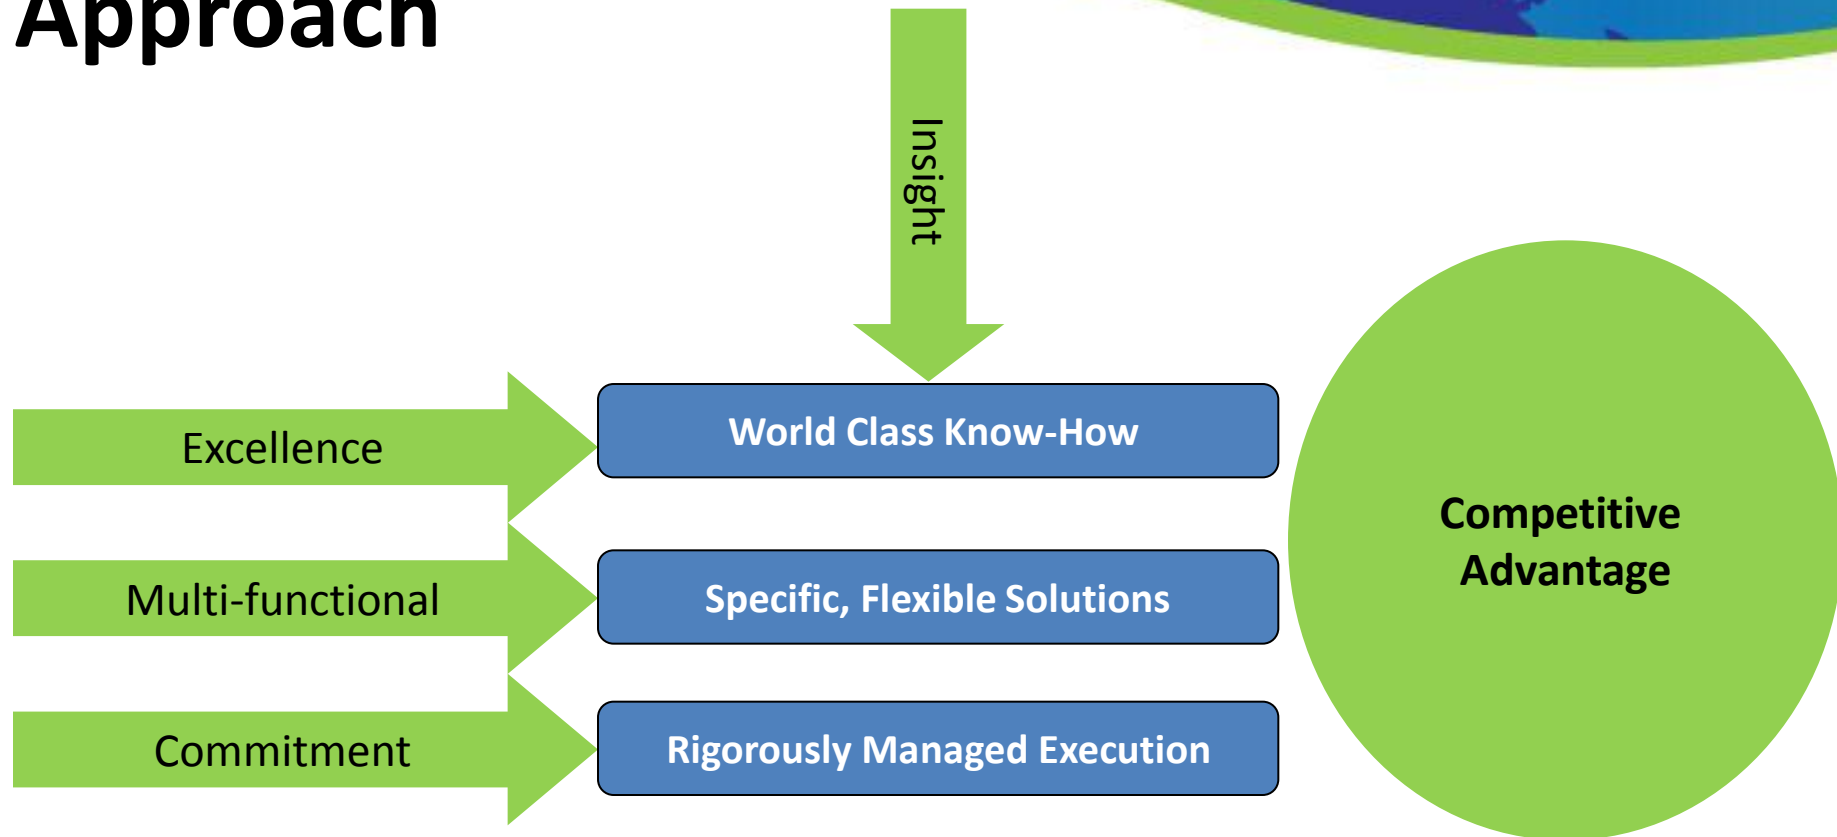 Approach
Insight
Excellence
World Class Know-How
Multi-functional
Specific, Flexible Solutions
Commitment
Rigorously Managed Execution
Competitive
Advantage